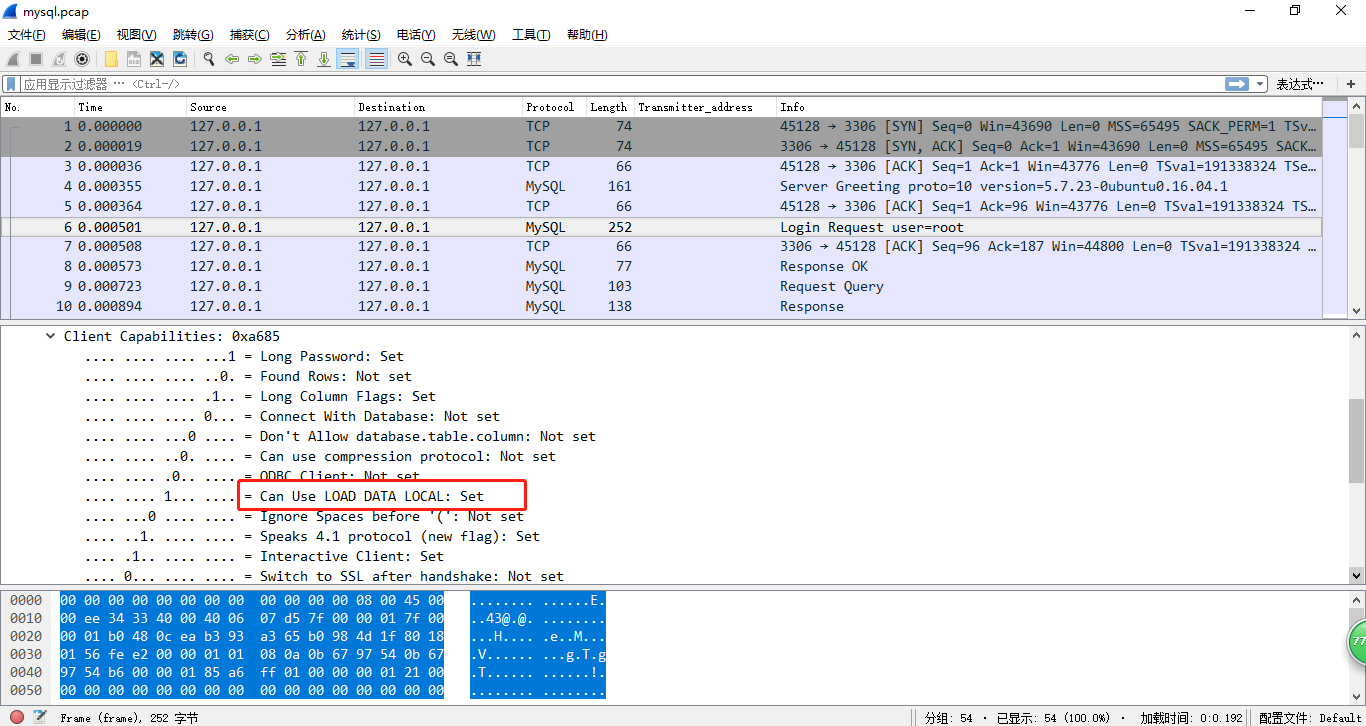 mysql.pcap
文件(F) 编辑(E) 视图(V) 跳转(G) 捕获(C) 分析(A) 统计(S) 电话(Y) 无线(W) 工具(T) 帮助(H)
应用显示过滤器 … <Ctrl-/> 表达式… +
No. Time Source Destination Protocol Length Transmitter_address Info
1 0.000000 127.0.0.1 127.0.0.1 TCP 74 45128 → 3306 [SYN] Seq=0 Win=43690 Len=0 MSS=65495 SACK_PERM=1 TSv…
2 0.000019 127.0.0.1 127.0.0.1 TCP 74 3306 → 45128 [SYN, ACK] Seq=0 Ack=1 Win=43690 Len=0 MSS=65495 SACK…
3 0.000036 127.0.0.1 127.0.0.1 TCP 66 45128 → 3306 [ACK] Seq=1 Ack=1 Win=43776 Len=0 TSval=191338324 TSe…
4 0.000355 127.0.0.1 127.0.0.1 MySQL 161 Server Greeting proto=10 version=5.7.23-0ubuntu0.16.04.1
5 0.000364 127.0.0.1 127.0.0.1 TCP 66 45128 → 3306 [ACK] Seq=1 Ack=96 Win=43776 Len=0 TSval=191338324 TS…
6 0.000501 127.0.0.1 127.0.0.1 MySQL 252 Login Request user=root
7 0.000508 127.0.0.1 127.0.0.1 TCP 66 3306 → 45128 [ACK] Seq=96 Ack=187 Win=44800 Len=0 TSval=191338324 …
8 0.000573 127.0.0.1 127.0.0.1 MySQL 77 Response OK
9 0.000723 127.0.0.1 127.0.0.1 MySQL 103 Request Query
10 0.000894 127.0.0.1 127.0.0.1 MySQL 138 Response
Client Capabilities: 0xa685
.... .... .... ...1 = Long Password: Set
.... .... .... ..0. = Found Rows: Not set
.... .... .... .1.. = Long Column Flags: Set
.... .... .... 0... = Connect With Database: Not set
.... .... ...0 .... = Don't Allow database.table.column: Not set
.... .... ..0. .... = Can use compression protocol: Not set
.... .... .0.. .... = ODBC Client: Not set
.... .... 1... .... = Can Use LOAD DATA LOCAL: Set
.... ...0 .... .... = Ignore Spaces before '(': Not set
.... ..1. .... .... = Speaks 4.1 protocol (new flag): Set
.... .1.. .... .... = Interactive Client: Set
.... 0... .... .... = Switch to SSL after handshake: Not set
0000 00 00 00 00 00 00 00 00 00 00 00 00 08 00 45 00 ........ ......E.
0010 00 ee 34 33 40 00 40 06 07 d5 7f 00 00 01 7f 00 ..43@.@. ........
0020 00 01 b0 48 0c ea b3 93 a3 65 b0 98 4d 1f 80 18 ...H.... .e..M...
0030 01 56 fe e2 00 00 01 01 08 0a 0b 67 97 54 0b 67 .V...... ...g.T.g
0040 97 54 b6 00 00 01 85 a6 ff 01 00 00 00 01 21 00 .T...... ......!.
0050 00 00 00 00 00 00 00 00 00 00 00 00 00 00 00 00 ........ ........
77
Frame (frame), 252 字节 分组: 54 · 已显示: 54 (100.0%) · 加载时间: 0:0.192 配置文件: Default